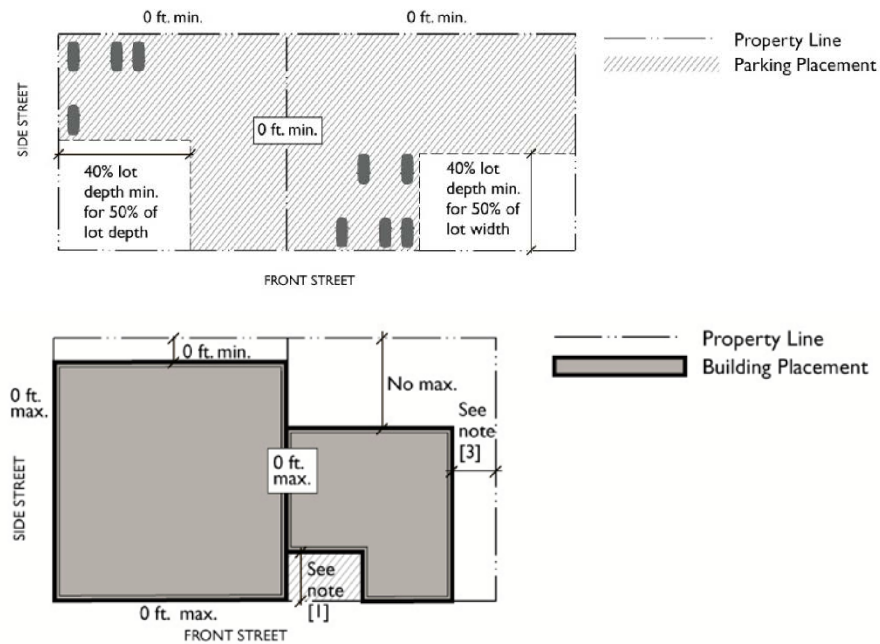 0 ft. min.
0 ft. min.
Property Line
Parking Placement
SIDE STREET
0 ft. min.
40% lot
depth min.
for 50% of
lot depth
40% lot
depth min.
for 50% of
lot width
FRONT STREET
Property Line
Building Placement
0 ft. min.
0 ft.
max.
No max.
See
note
[3]
SIDE STREET
0 ft.
max.
See
note
[1]
0 ft. max.
FRONT STREET